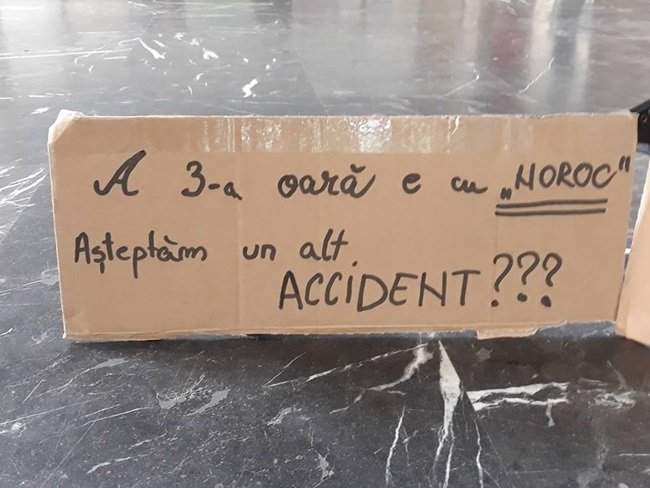 A 3-a oară e cu „NOROC"
Așteptăm un alt
ACCIDENT???